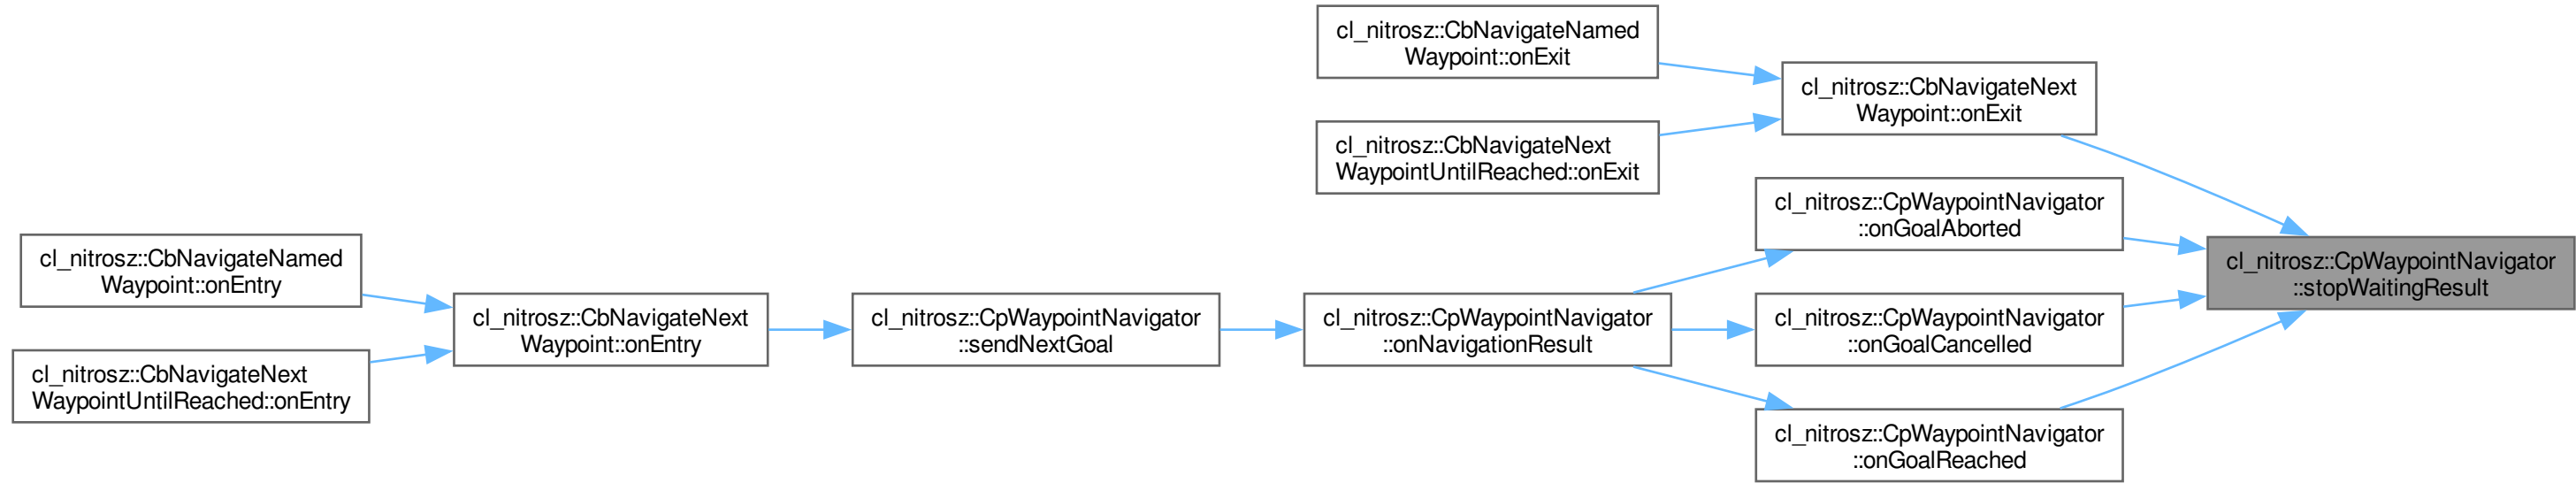 cl_nitrosz::CbNavigateNamed
Waypoint::onExit
cl_nitrosz::CbNavigateNext
Waypoint::onExit
cl_nitrosz::CbNavigateNext
WaypointUntilReached::onExit
cl_nitrosz::CpWaypointNavigator
::onGoalAborted
cl_nitrosz::CbNavigateNamed
Waypoint::onEntry
cl_nitrosz::CpWaypointNavigator
::stopWaitingResult
cl_nitrosz::CbNavigateNext
Waypoint::onEntry
cl_nitrosz::CpWaypointNavigator
::sendNextGoal
cl_nitrosz::CpWaypointNavigator
::onNavigationResult
cl_nitrosz::CpWaypointNavigator
::onGoalCancelled
cl_nitrosz::CbNavigateNext
WaypointUntilReached::onEntry
cl_nitrosz::CpWaypointNavigator
::onGoalReached